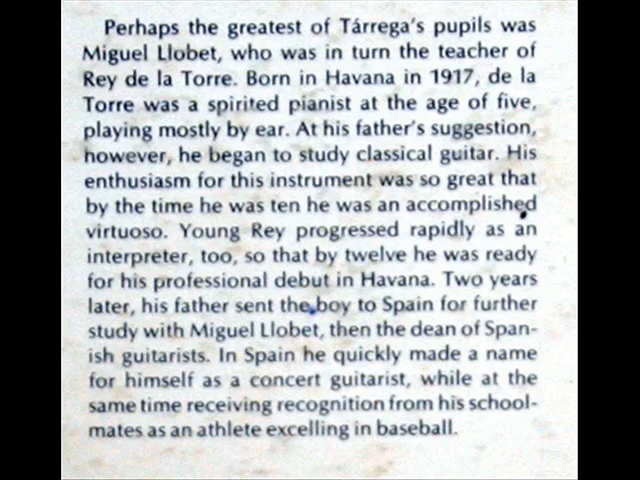 Perhaps the greatest of Tárrega's pupils was
Miguel Llobet, who was in turn the teacher of
Rey de la Torre. Born in Havana in 1917, de la
Torre was a spirited pianist at the age of five,
playing mostly by ear. At his father's suggestion,
however, he began to study classical guitar. His
enthusiasm for this instrument was so great that
by the time he was ten he was an accomplished
virtuoso. Young Rey progressed rapidly as an
interpreter, too, so that by twelve he was ready
for his professional debut in Havana. Two years
later, his father sent the boy to Spain for further
study with Miguel Llobet, then the dean of Span-
ish guitarists. In Spain he quickly made a name
for himself as a concert guitarist, while at the
same time receiving recognition from his school-
mates as an athlete excelling in baseball.